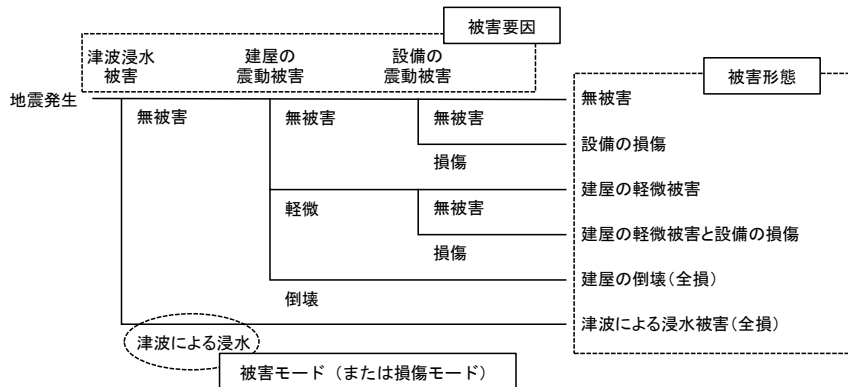 被害要因
津波浸水
被害
建屋の
震動被害
設備の
震動被害
被害形態
地震発生
無被害
無被害
無被害
無被害
設備の損傷
損傷
建屋の軽微被害
軽微
無被害
建屋の軽微被害と設備の損傷
損傷
建屋の倒壊(全損)
倒壊
津波による浸水被害(全損)
津波による浸水
被害モード（または損傷モード）